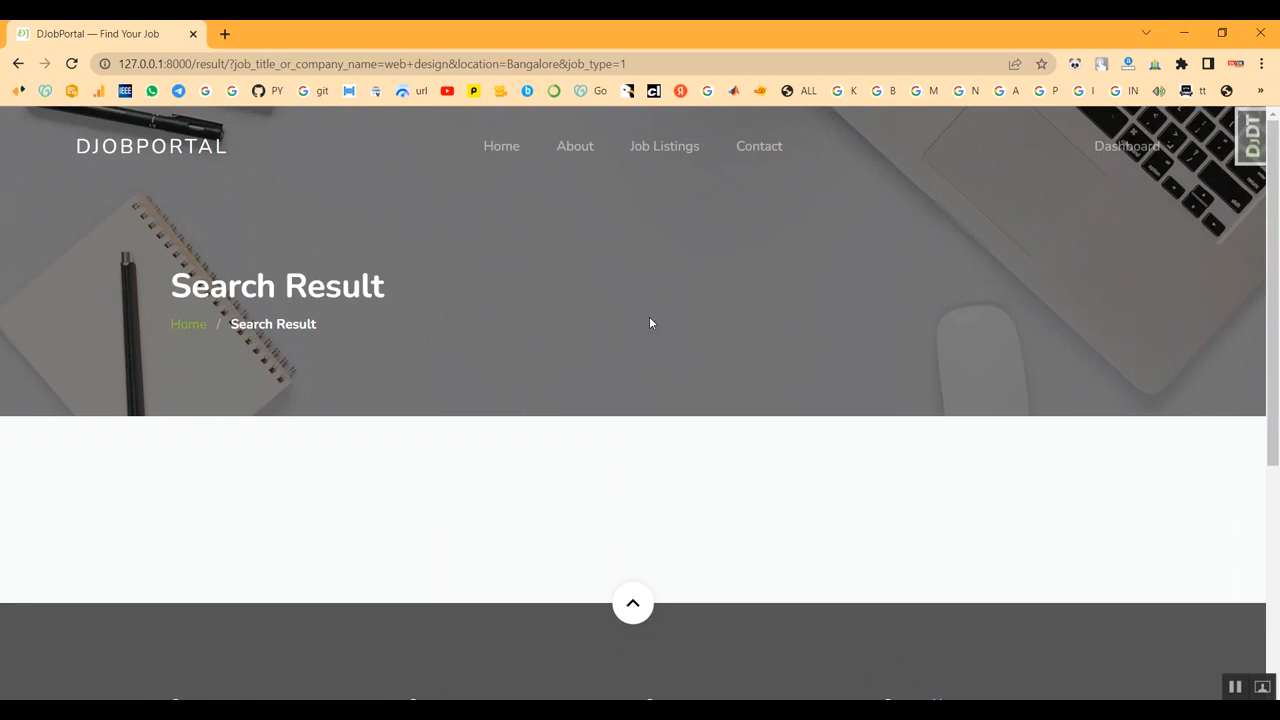 DJobPortal — Find Your Job
127.0.0.1:8000/result/?job_title_or_company_name=web+design&location=Bangalore&job_type=1
PY
git
url
Go
ALL
K
B
M
N
A
P
I
IN
tt
»
DJOBPORTAL
Home
About
Job Listings
Contact
Dashboard
DJDT
Search Result
Home / Search Result